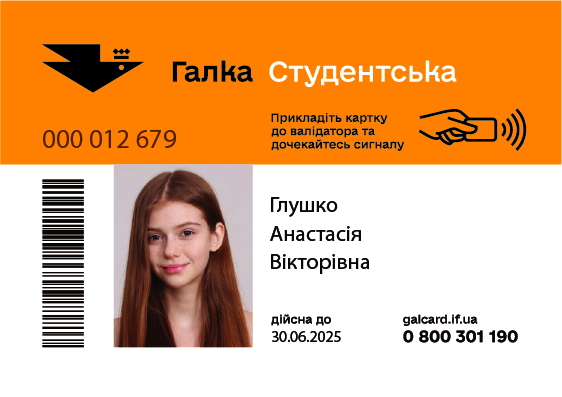 Галка Студентська
Прикладіть картку
до валідатора та
дочекайтесь сигналу
000 012 679
Глушко
Анастасія
Вікторівна
дійсна до
30.06.2025
galcard.if.ua
0 800 301 190